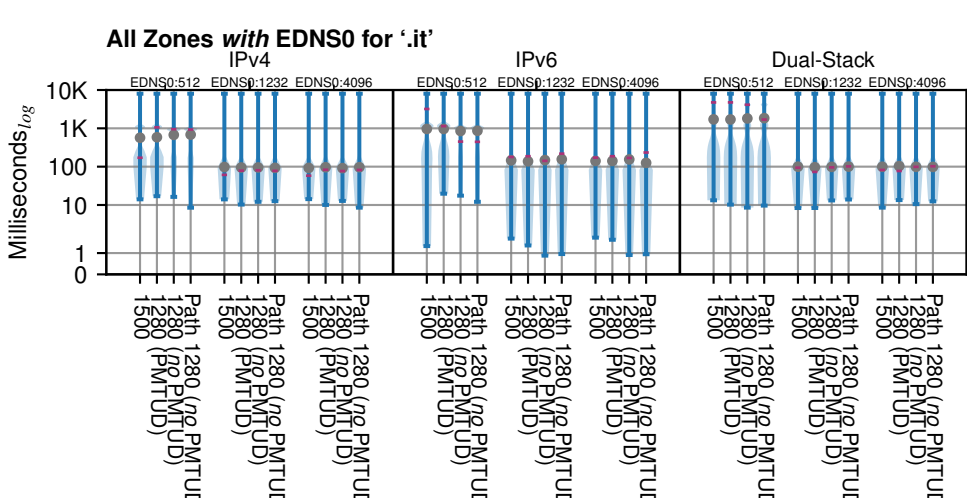 All Zones with EDNS0 for ‘.it’
IPv4
IPv6
Dual-Stack
EDNS0:512
EDNS0:1232
EDNS0:4096
EDNS0:512
EDNS0:1232
EDNS0:4096
EDNS0:512
EDNS0:1232
EDNS0:4096
Milliseconds log
10K
1K
100
10
1
0
1500
1280 (PMTUD)
1280 (no PMTUD)
Path 1280 (no PMTUD
1500
1280 (PMTUD)
1280 (no PMTUD)
Path 1280 (no PMTUD
1500
1280 (PMTUD)
1280 (no PMTUD)
Path 1280 (no PMTUD
1500
1280 (PMTUD)
1280 (no PMTUD)
Path 1280 (no PMTUD
1500
1280 (PMTUD)
1280 (no PMTUD)
Path 1280 (no PMTUD
1500
1280 (PMTUD)
1280 (no PMTUD)
Path 1280 (no PMTUD
1500
1280 (PMTUD)
1280 (no PMTUD)
Path 1280 (no PMTUD
1500
1280 (PMTUD)
1280 (no PMTUD)
Path 1280 (no PMTUD
1500
1280 (PMTUD)
1280 (no PMTUD)
Path 1280 (no PMTUD